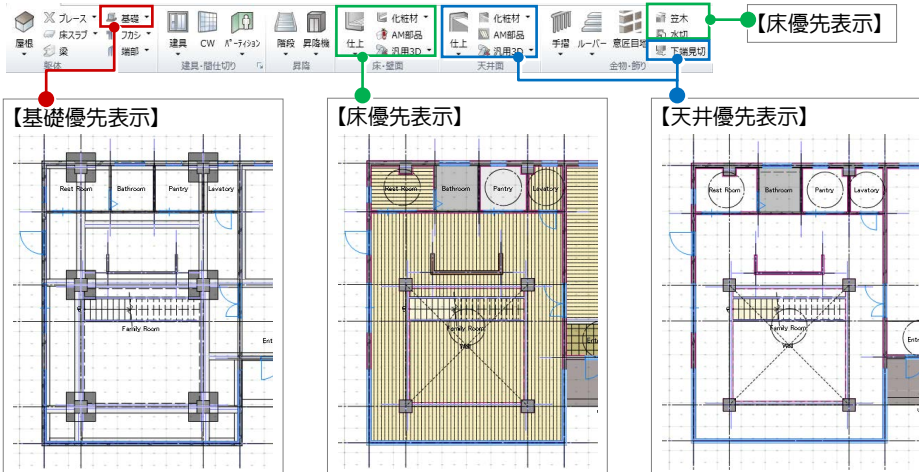 屋根
ブレース
床スラブ
梁
基礎
フカシ
端部
躯体
建具
CW
パーティション
建具・間仕切り
階段
昇降機
昇降
仕上
化粧材
AM部品
汎用3D
床・壁面
仕上
化粧材
AM部品
汎用3D
天井面
手摺
ルーバー
意匠目地
笠木
水切
下端見切
金物・飾り
【床優先表示】
【基礎優先表示】
Rest Room
Bathroom
Pantry
Lavatory
Family Room
Ent
【床優先表示】
Rest Room
Bathroom
Pantry
Lavatory
Family Room
Entr
【天井優先表示】
Rest Room
Bathroom
Pantry
Lavatory
Family Room
Entr